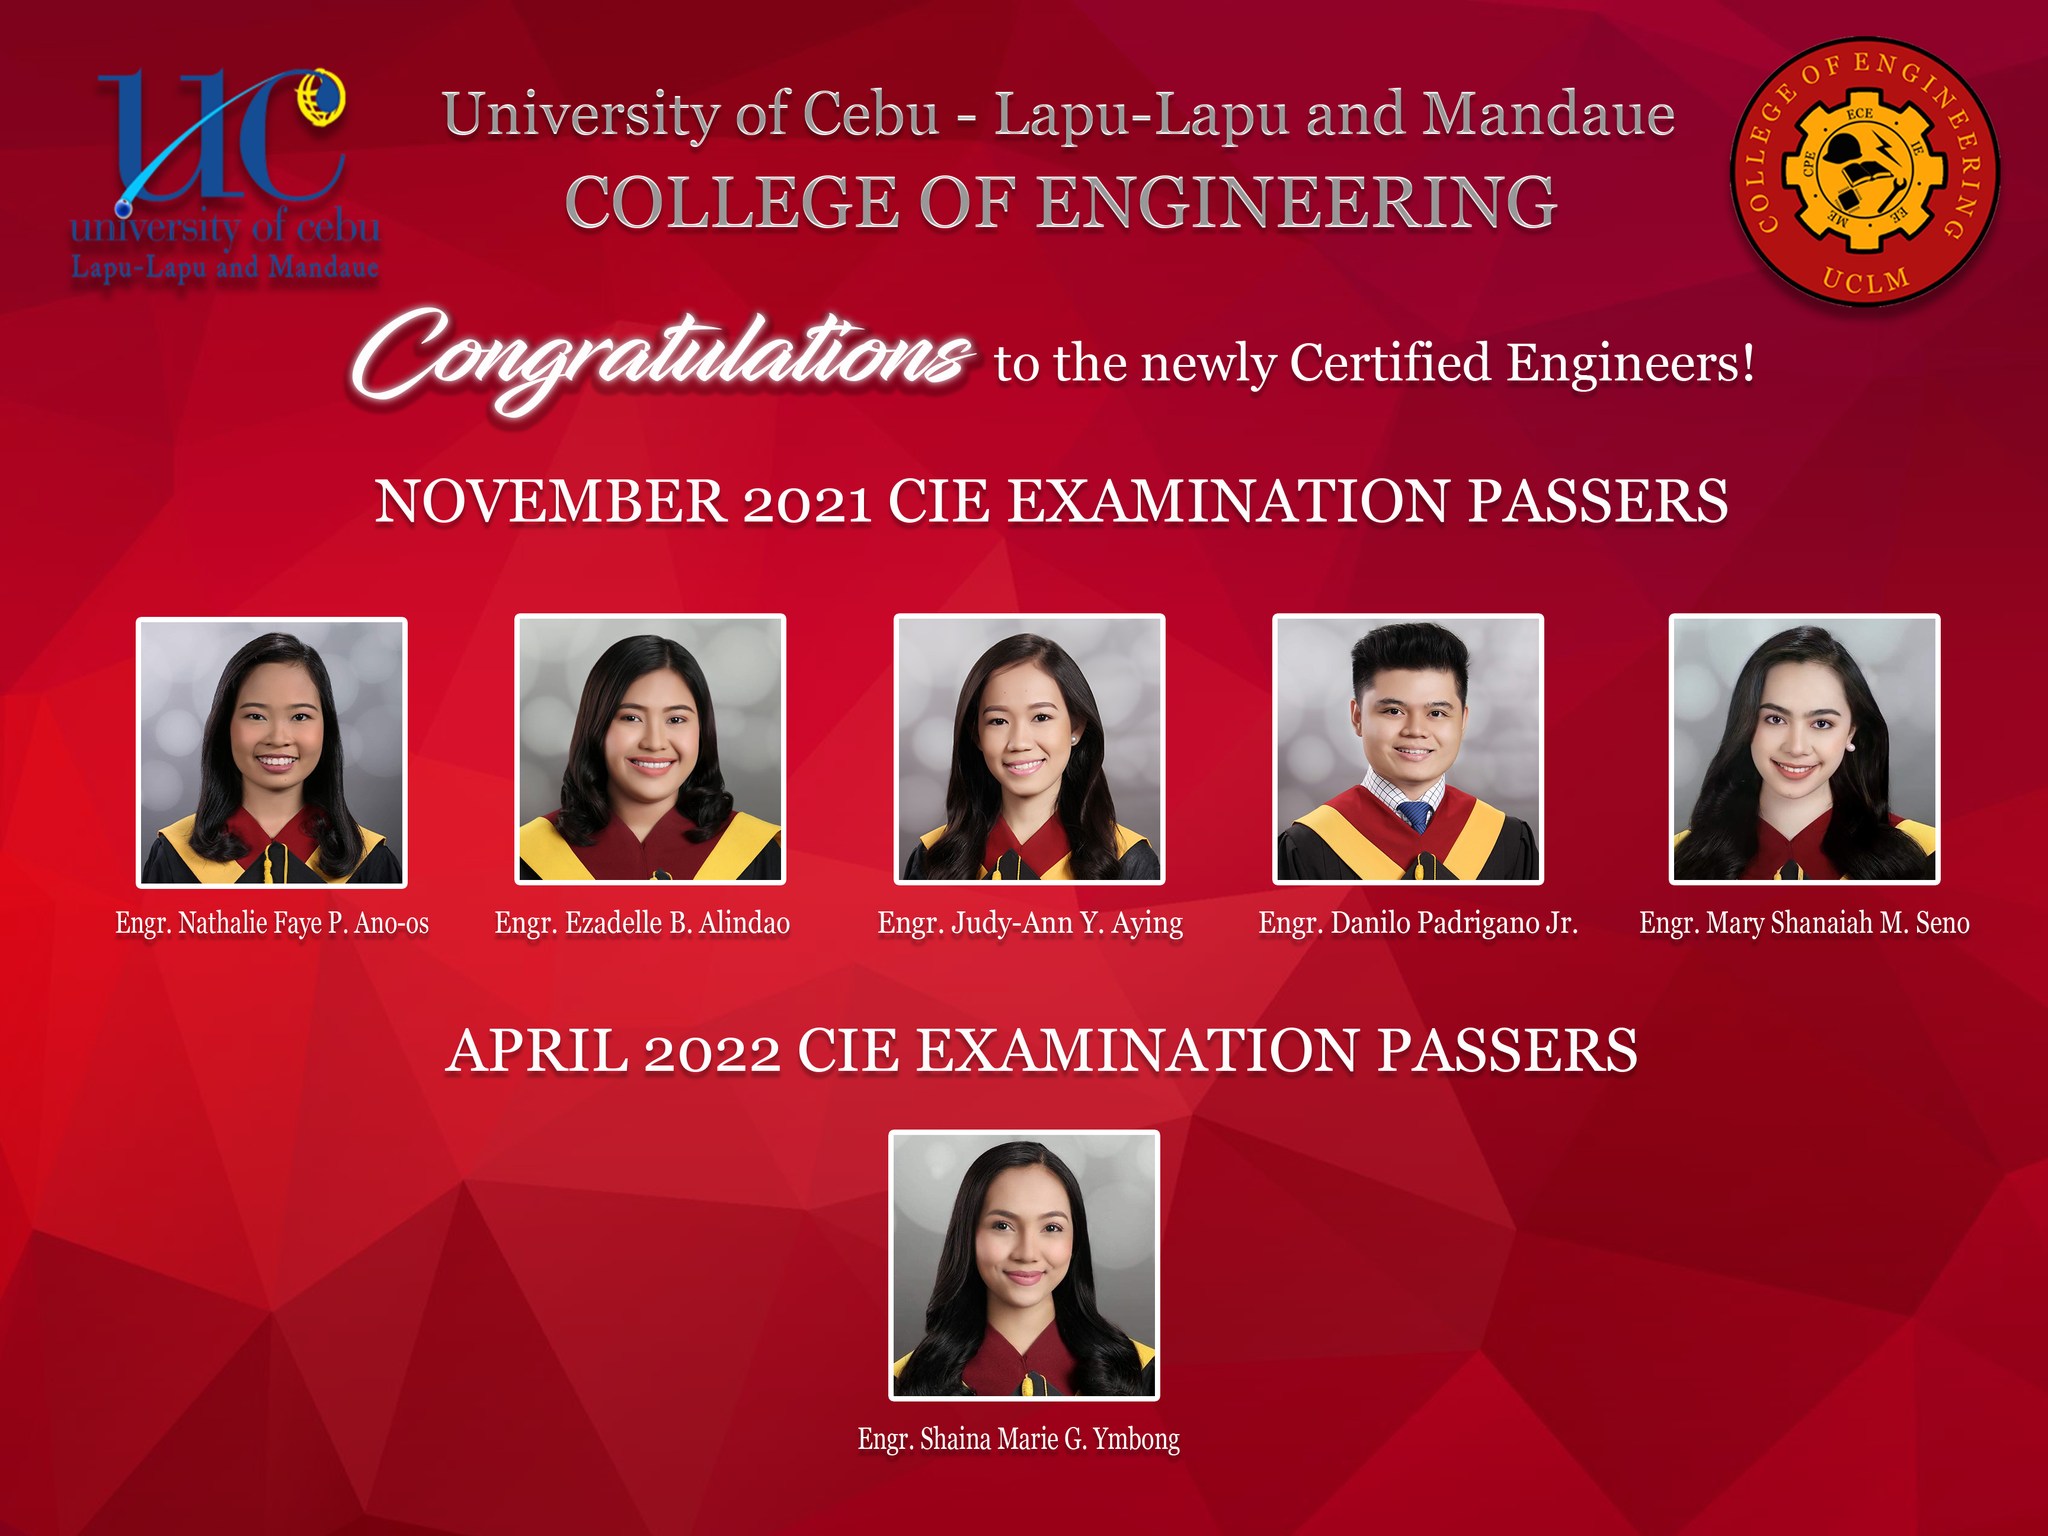 UC
university of cebu
Lapu-Lapu and Mandaue
University of Cebu - Lapu-Lapu and Mandaue
COLLEGE OF ENGINEERING
COLLEGE OF ENGINEERING
ECE
IE
EE
ME
CPE
UCLM
Congratulations to the newly Certified Engineers!
NOVEMBER 2021 CIE EXAMINATION PASSERS
Engr. Nathalie Faye P. Ano-os
Engr. Ezadelle B. Alindao
Engr. Judy-Ann Y. Aying
Engr. Danilo Padrigano Jr.
Engr. Mary Shanaiah M. Seno
APRIL 2022 CIE EXAMINATION PASSERS
Engr. Shaina Marie G. Ymbong